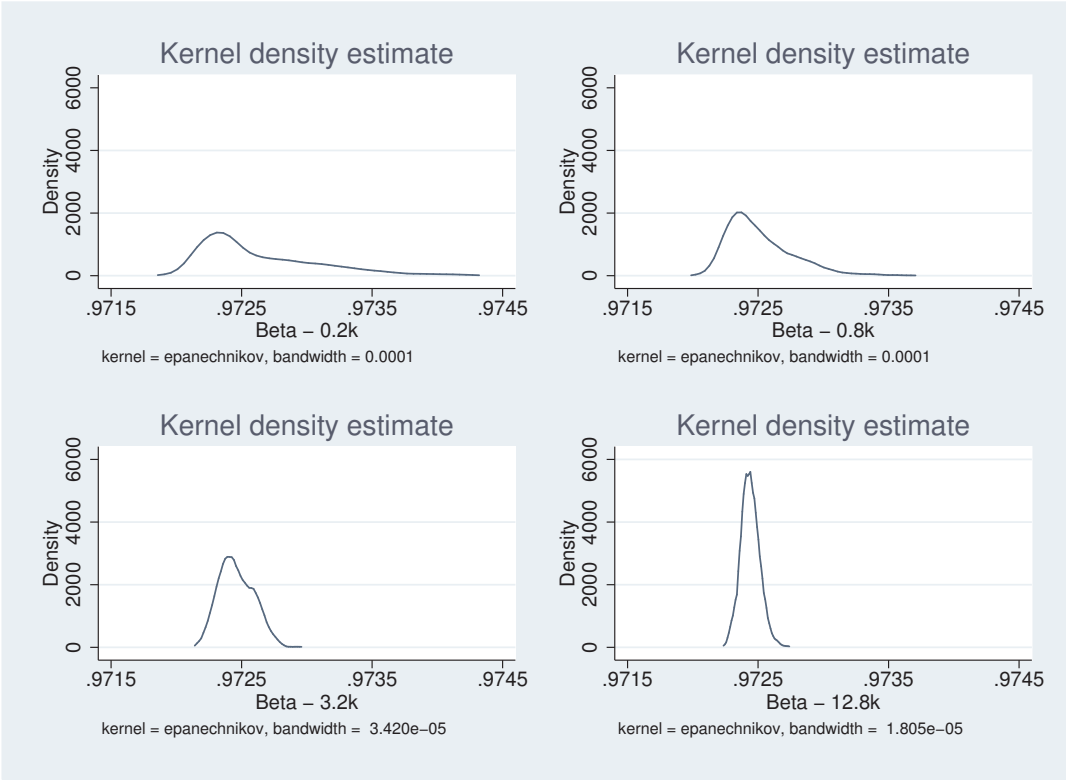 Kernel density estimate
Density
6000
4000
2000
0
.9715 .9725 .9735 .9745
Beta − 0.2k
kernel = epanechnikov, bandwidth = 0.0001
Kernel density estimate
Density
6000
4000
2000
0
.9715 .9725 .9735 .9745
Beta − 0.8k
kernel = epanechnikov, bandwidth = 0.0001
Kernel density estimate
Density
6000
4000
2000
0
.9715 .9725 .9735 .9745
Beta − 3.2k
kernel = epanechnikov, bandwidth = 3.420e−05
Kernel density estimate
Density
6000
4000
2000
0
.9715 .9725 .9735 .9745
Beta − 12.8k
kernel = epanechnikov, bandwidth = 1.805e−05